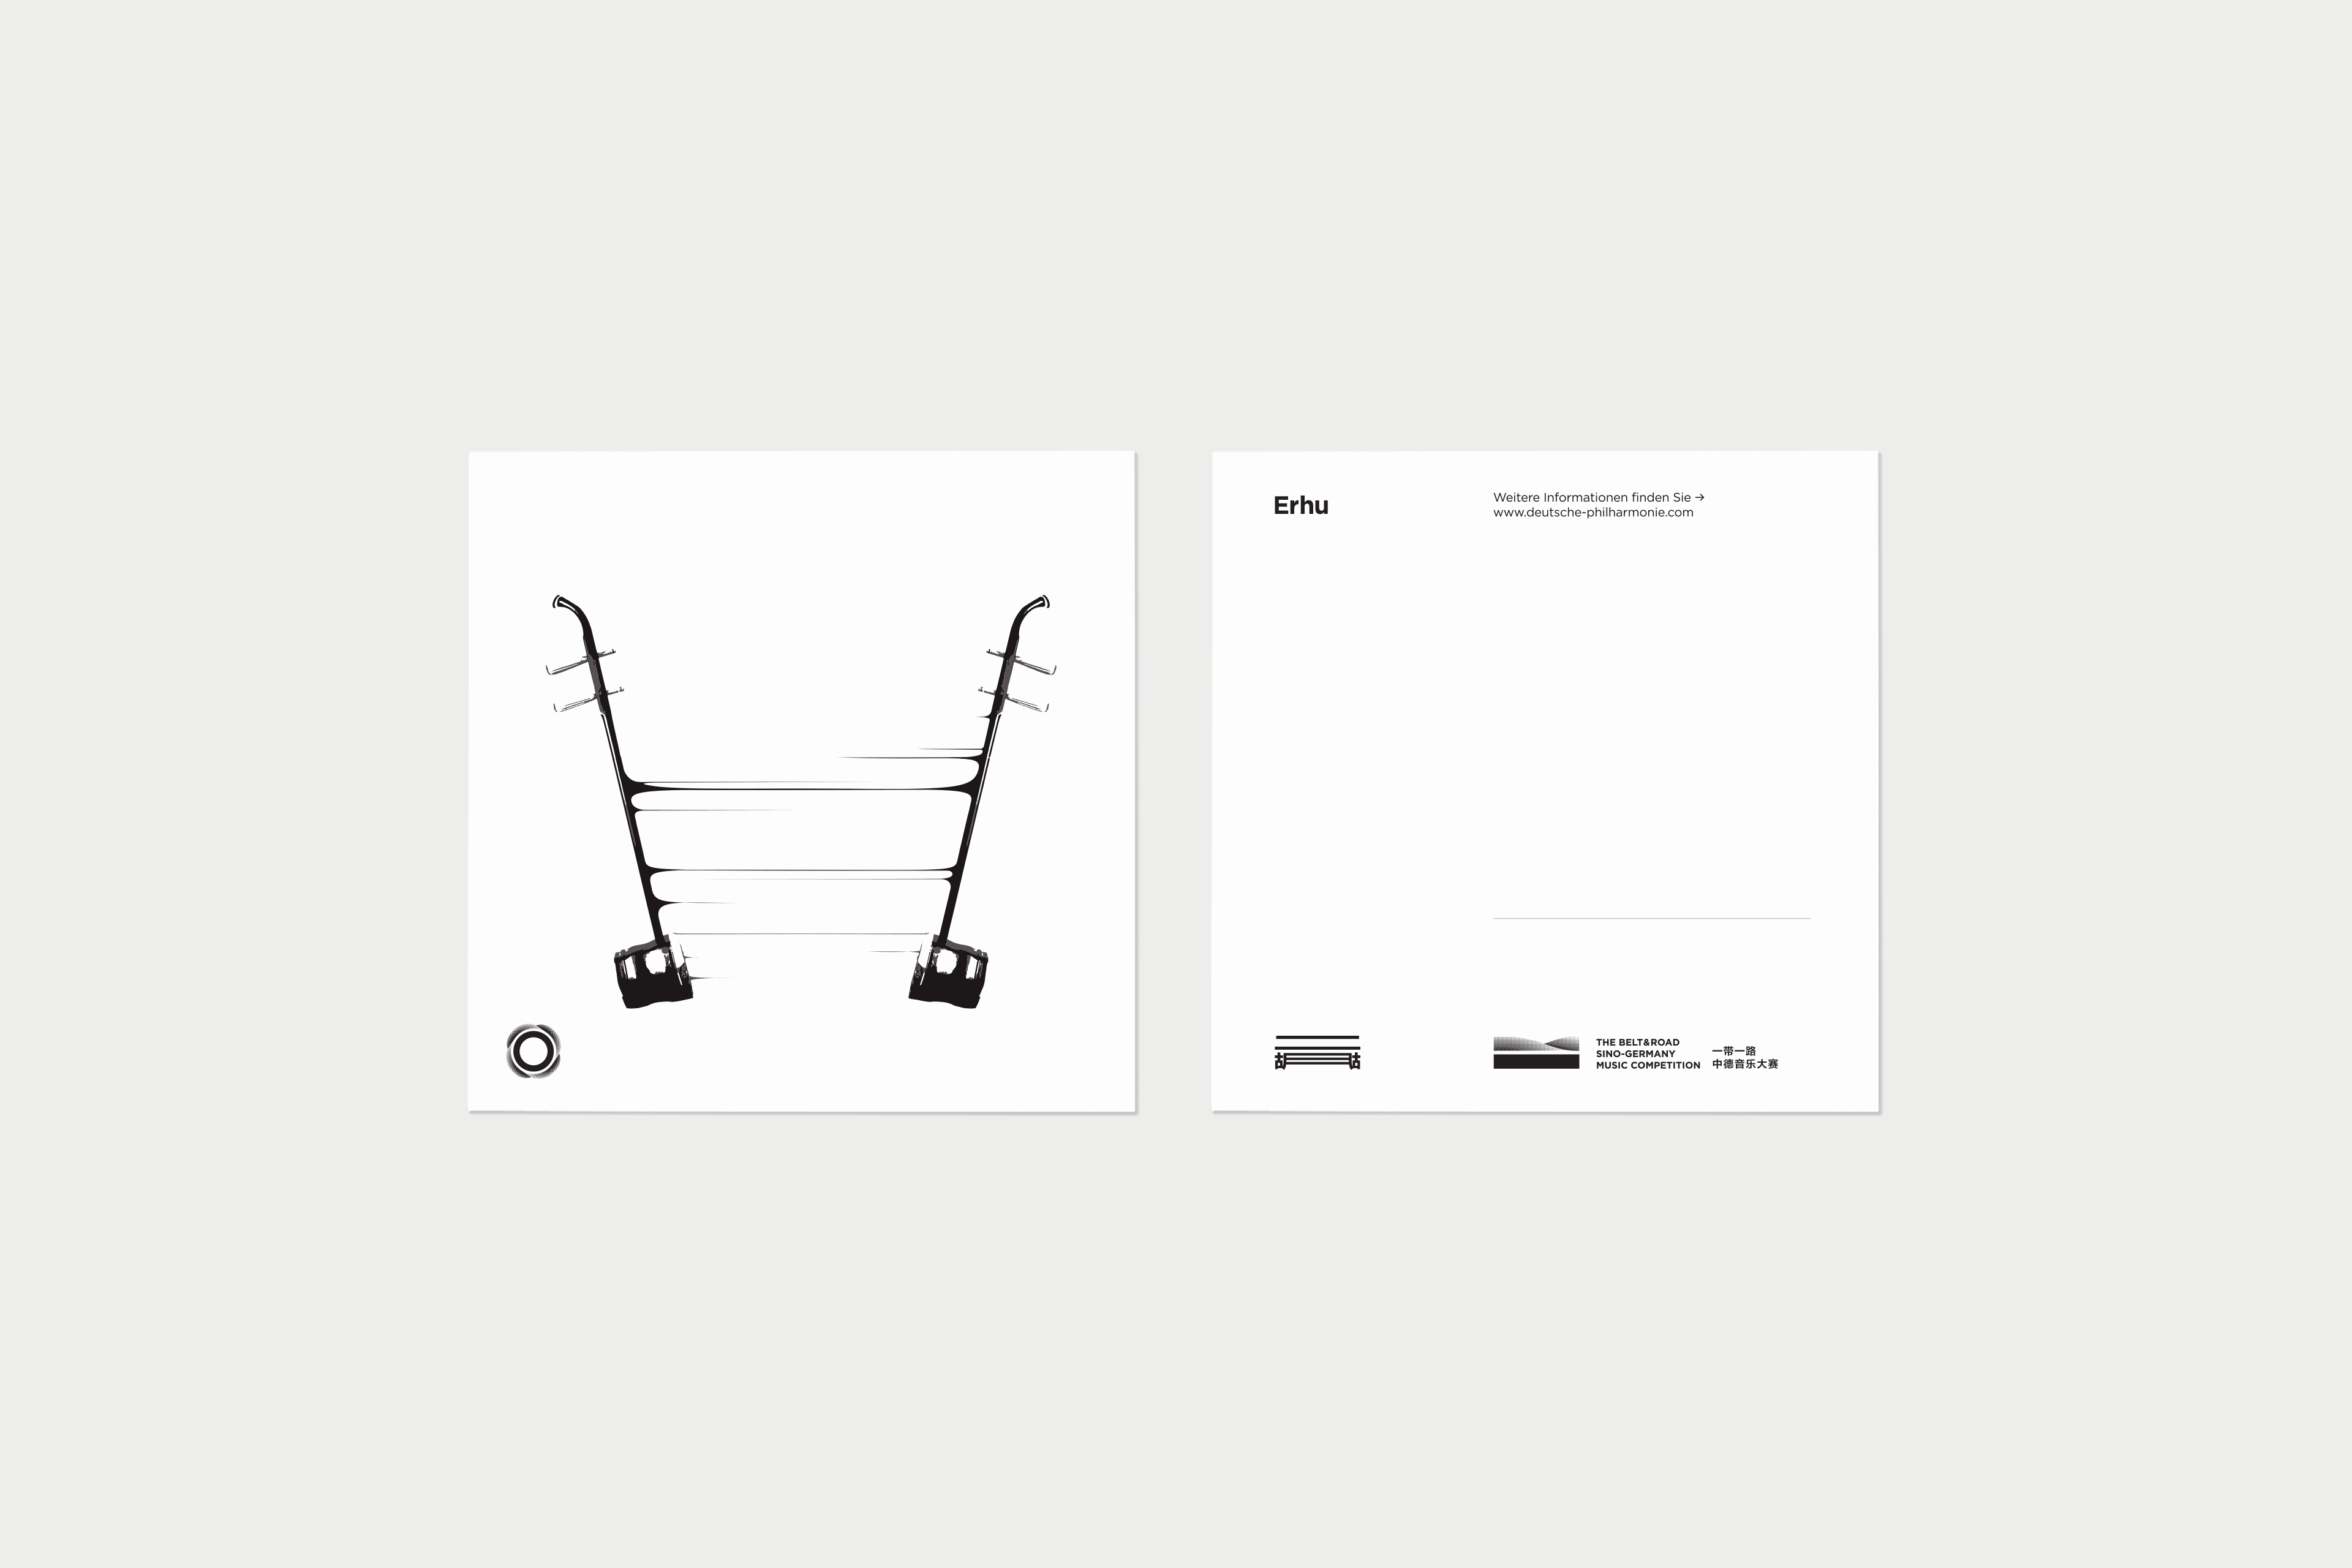 Erhu
Weitere Informationen finden Sie →
www.deutsche-philharmonie.com
THE BELT&ROAD
SINO-GERMANY
MUSIC COMPETITION
一带一路
中德音乐大赛